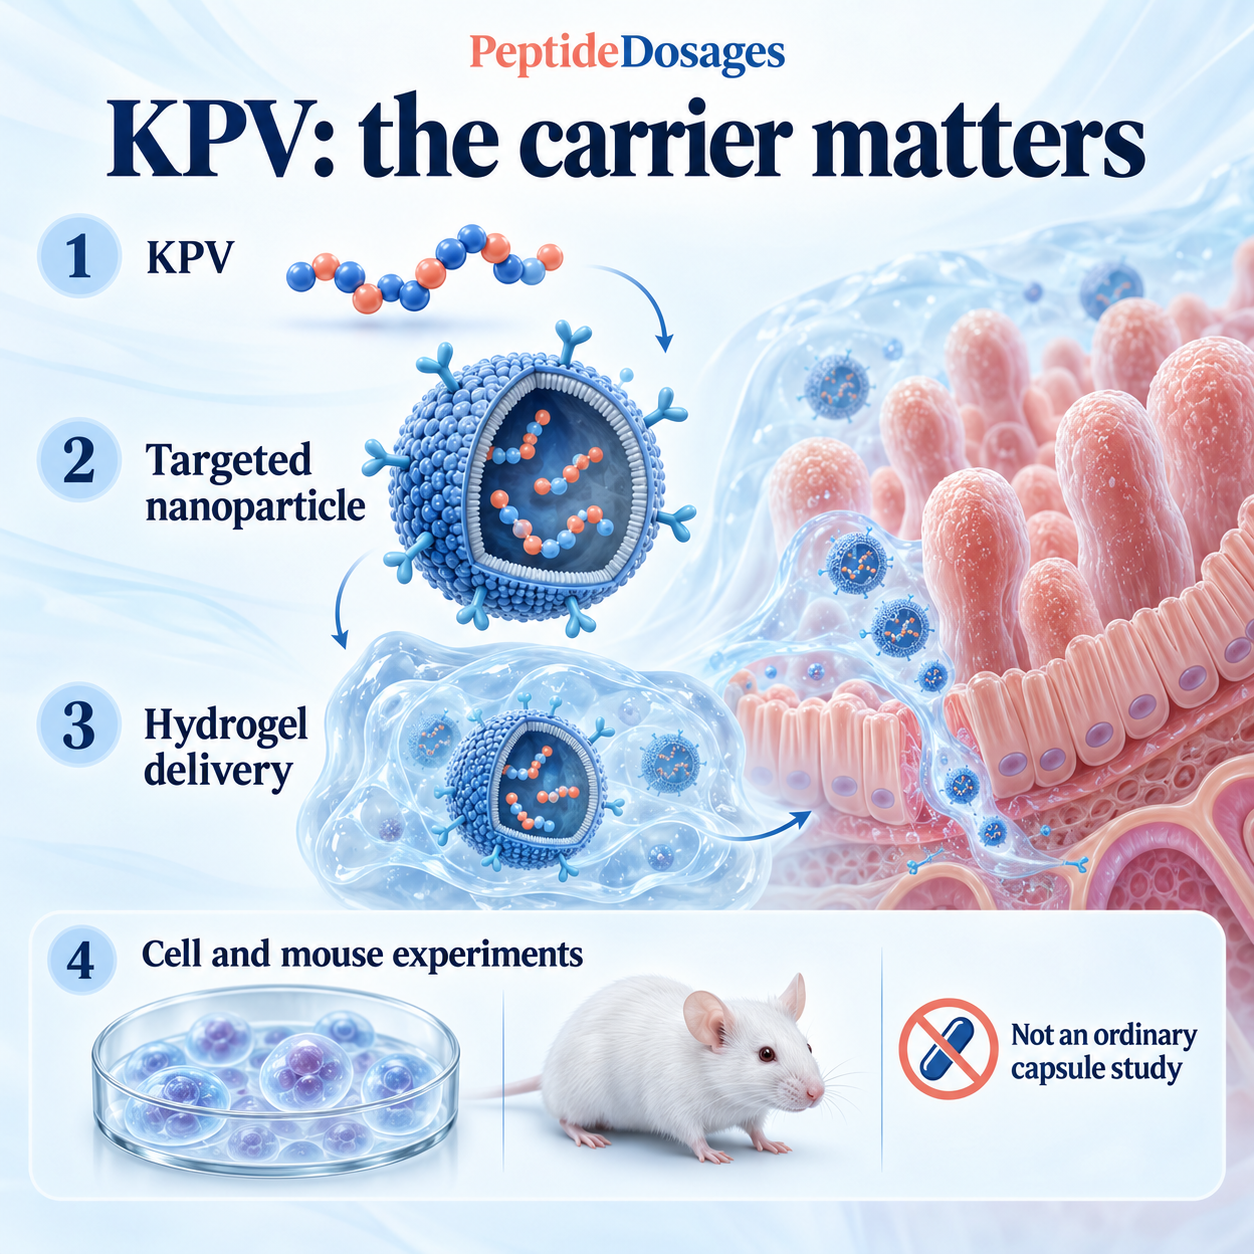 PeptideDosages
KPV: the carrier matters
1
KPV
2
Targeted
nanoparticle
3
Hydrogel
delivery
4
Cell and mouse experiments
Not an ordinary
capsule study